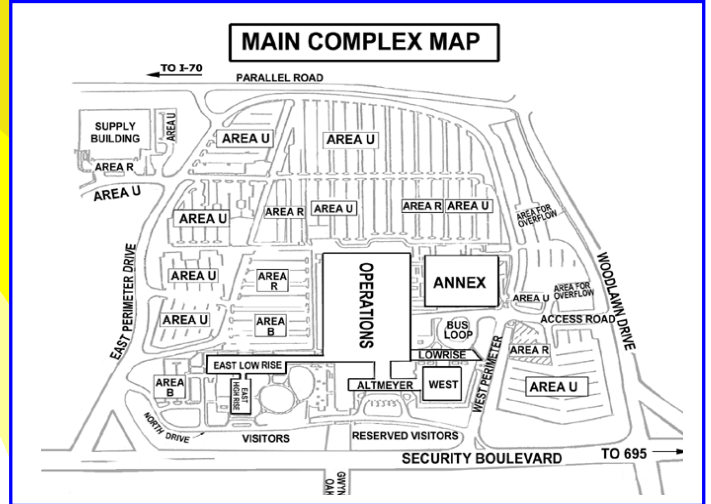 MAIN COMPLEX MAP
TO I-70
PARALLEL ROAD
SUPPLY
BUILDING
AREA U
AREA R
AREA U
AREA U
AREA U
AREA U
AREA R
AREA U
AREA R
AREA U
AREA FOR
OVERFLOW
EAST PERIMETER DRIVE
AREA U
AREA
R
OPERATIONS
ANNEX
AREA U
AREA FOR
OVERFLOW
WOODLAWN DRIVE
AREA U
AREA
B
BUS
LOOP
ACCESS ROAD
EAST LOW RISE
LOWRISE
AREA R
AREA
B
EAST
HIGH RISE
ALTMEYER
WEST
WEST PERIMETER
AREA U
NORTH DRIVE
VISITORS
RESERVED VISITORS
SECURITY BOULEVARD
TO 695
GWYN
OAK